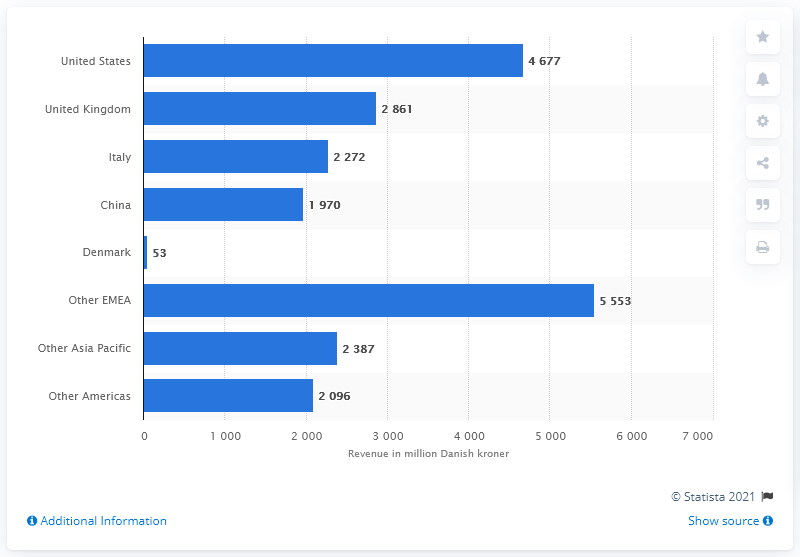 United States 4 677
United Kingdom 2 861
Italy 2 272
China 1 970
Denmark 53
Other EMEA 5 553
Other Asia Pacific 2 387
Other Americas 2 096
0 1 000 2 000 3 000 4 000 5 000 6 000 7 000
Revenue in million Danish kroner
© Statista 2021
Additional Information Show source